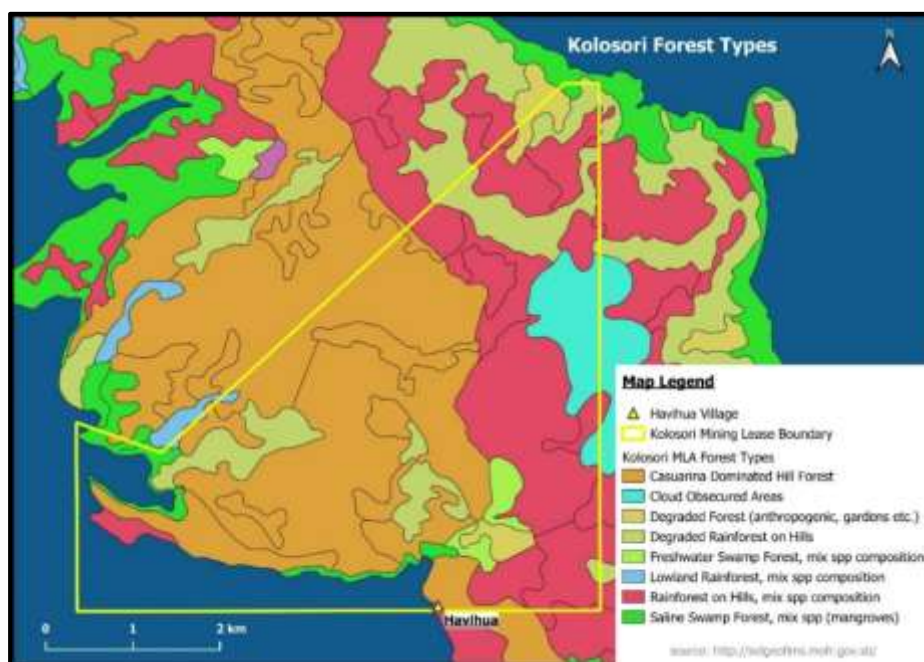 Kolosori Forest Types
N
Map Legend
Havihua Village
Kolosori Mining Lease Boundary
Kolosori MLA Forest Types
Casuarina Dominated Hill Forest
Cloud Obsecured Areas
Degraded Forest (anthropogenic, gardens etc.)
Degraded Rainforest on Hills
Freshwater Swamp Forest, mix spp composition
Lowland Rainforest, mix spp composition
Rainforest on Hills, mix spp composition
Saline Swamp Forest, mix spp (mangroves)
Havihua
0 1 2 km
source: